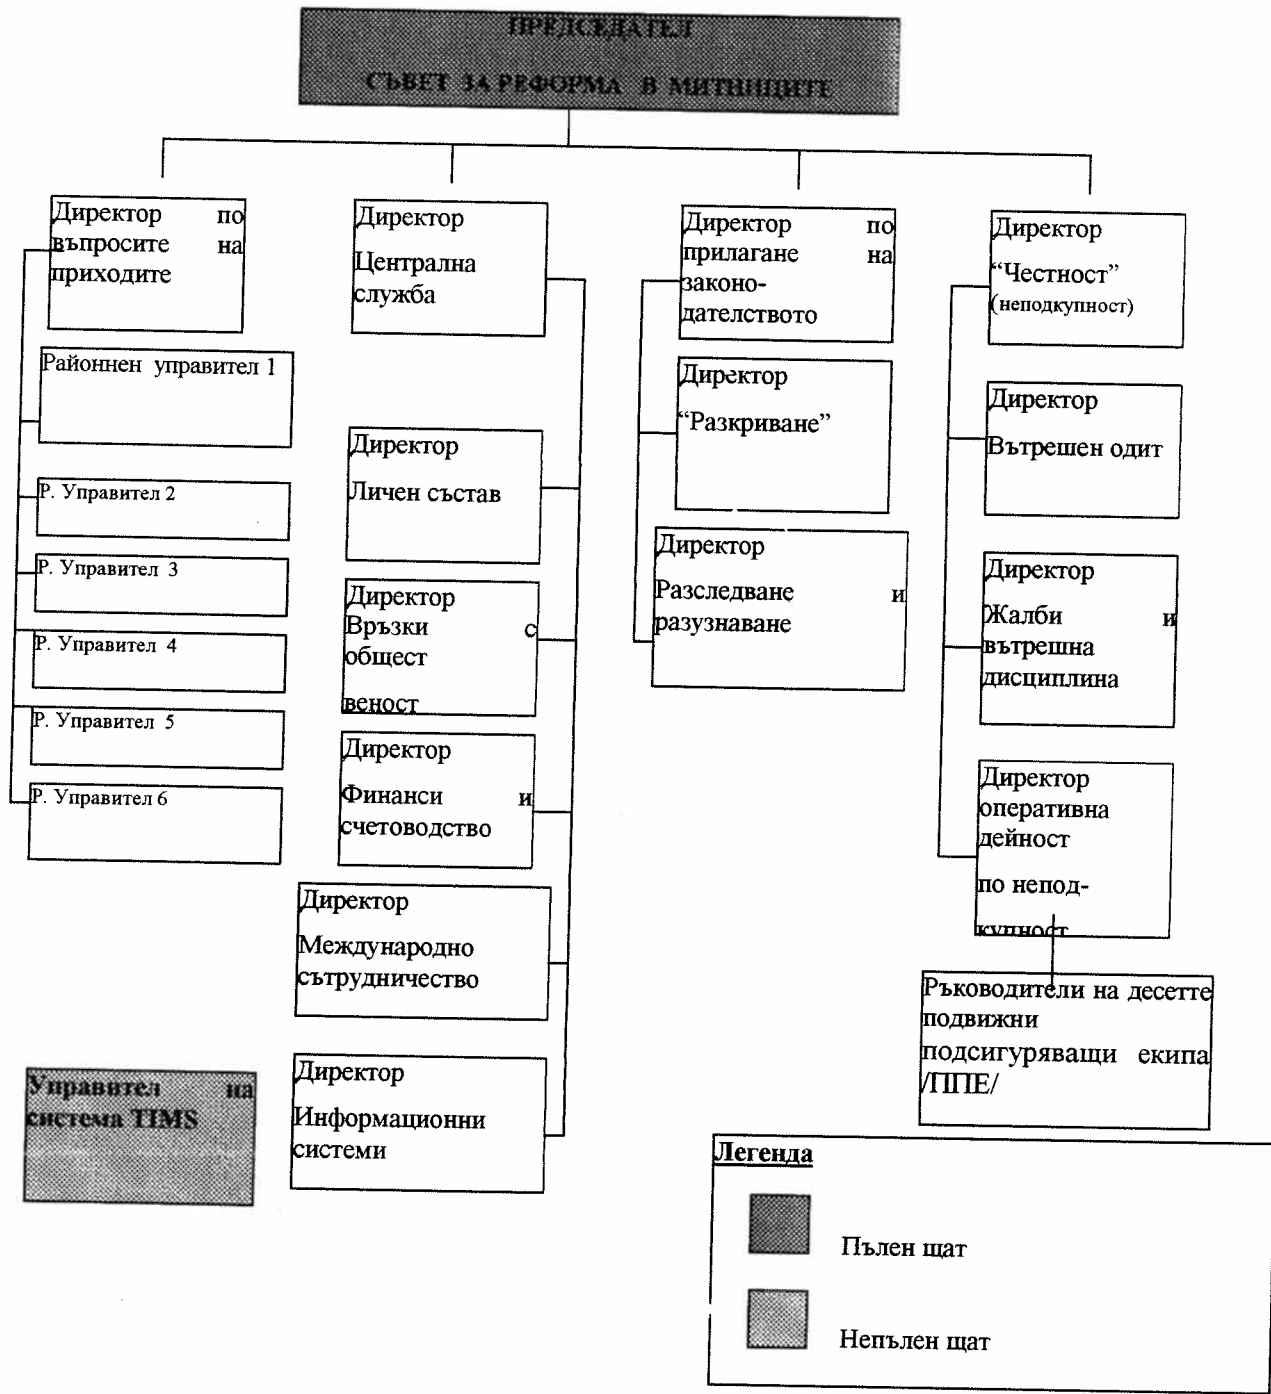 ПРЕДСЕДАТЕЛ
СЪВЕТ ЗА РЕФОРМА В МИТНИЦИТЕ
Директор по
въпросите на
приходите
Районнен управител 1
Р. Управител 2
Р. Управител 3
Р. Управител 4
Р. Управител 5
Р. Управител 6
Управител на
система TIMS
Директор
Централна
служба
Директор
Личен състав
Директор
Връзки с
общест
веност
Директор
Финанси и
счетоводство
Директор
Международно
сътрудничество
Директор
Информационни
системи
Директор по
прилагане на
законо-
дателството
Директор
“Разкриване”
Директор
Разследване и
разузнаване
Директор
“Честност”
(неподкупност)
Директор
Вътрешен одит
Директор
Жалби и
вътрешна
дисциплина
Директор
оперативна
дейност
по непод-
купност
Ръководители на десетте
подвижни
подсигуряващи екипа
/ППЕ/
Легенда
Пълен щат
Непълен щат